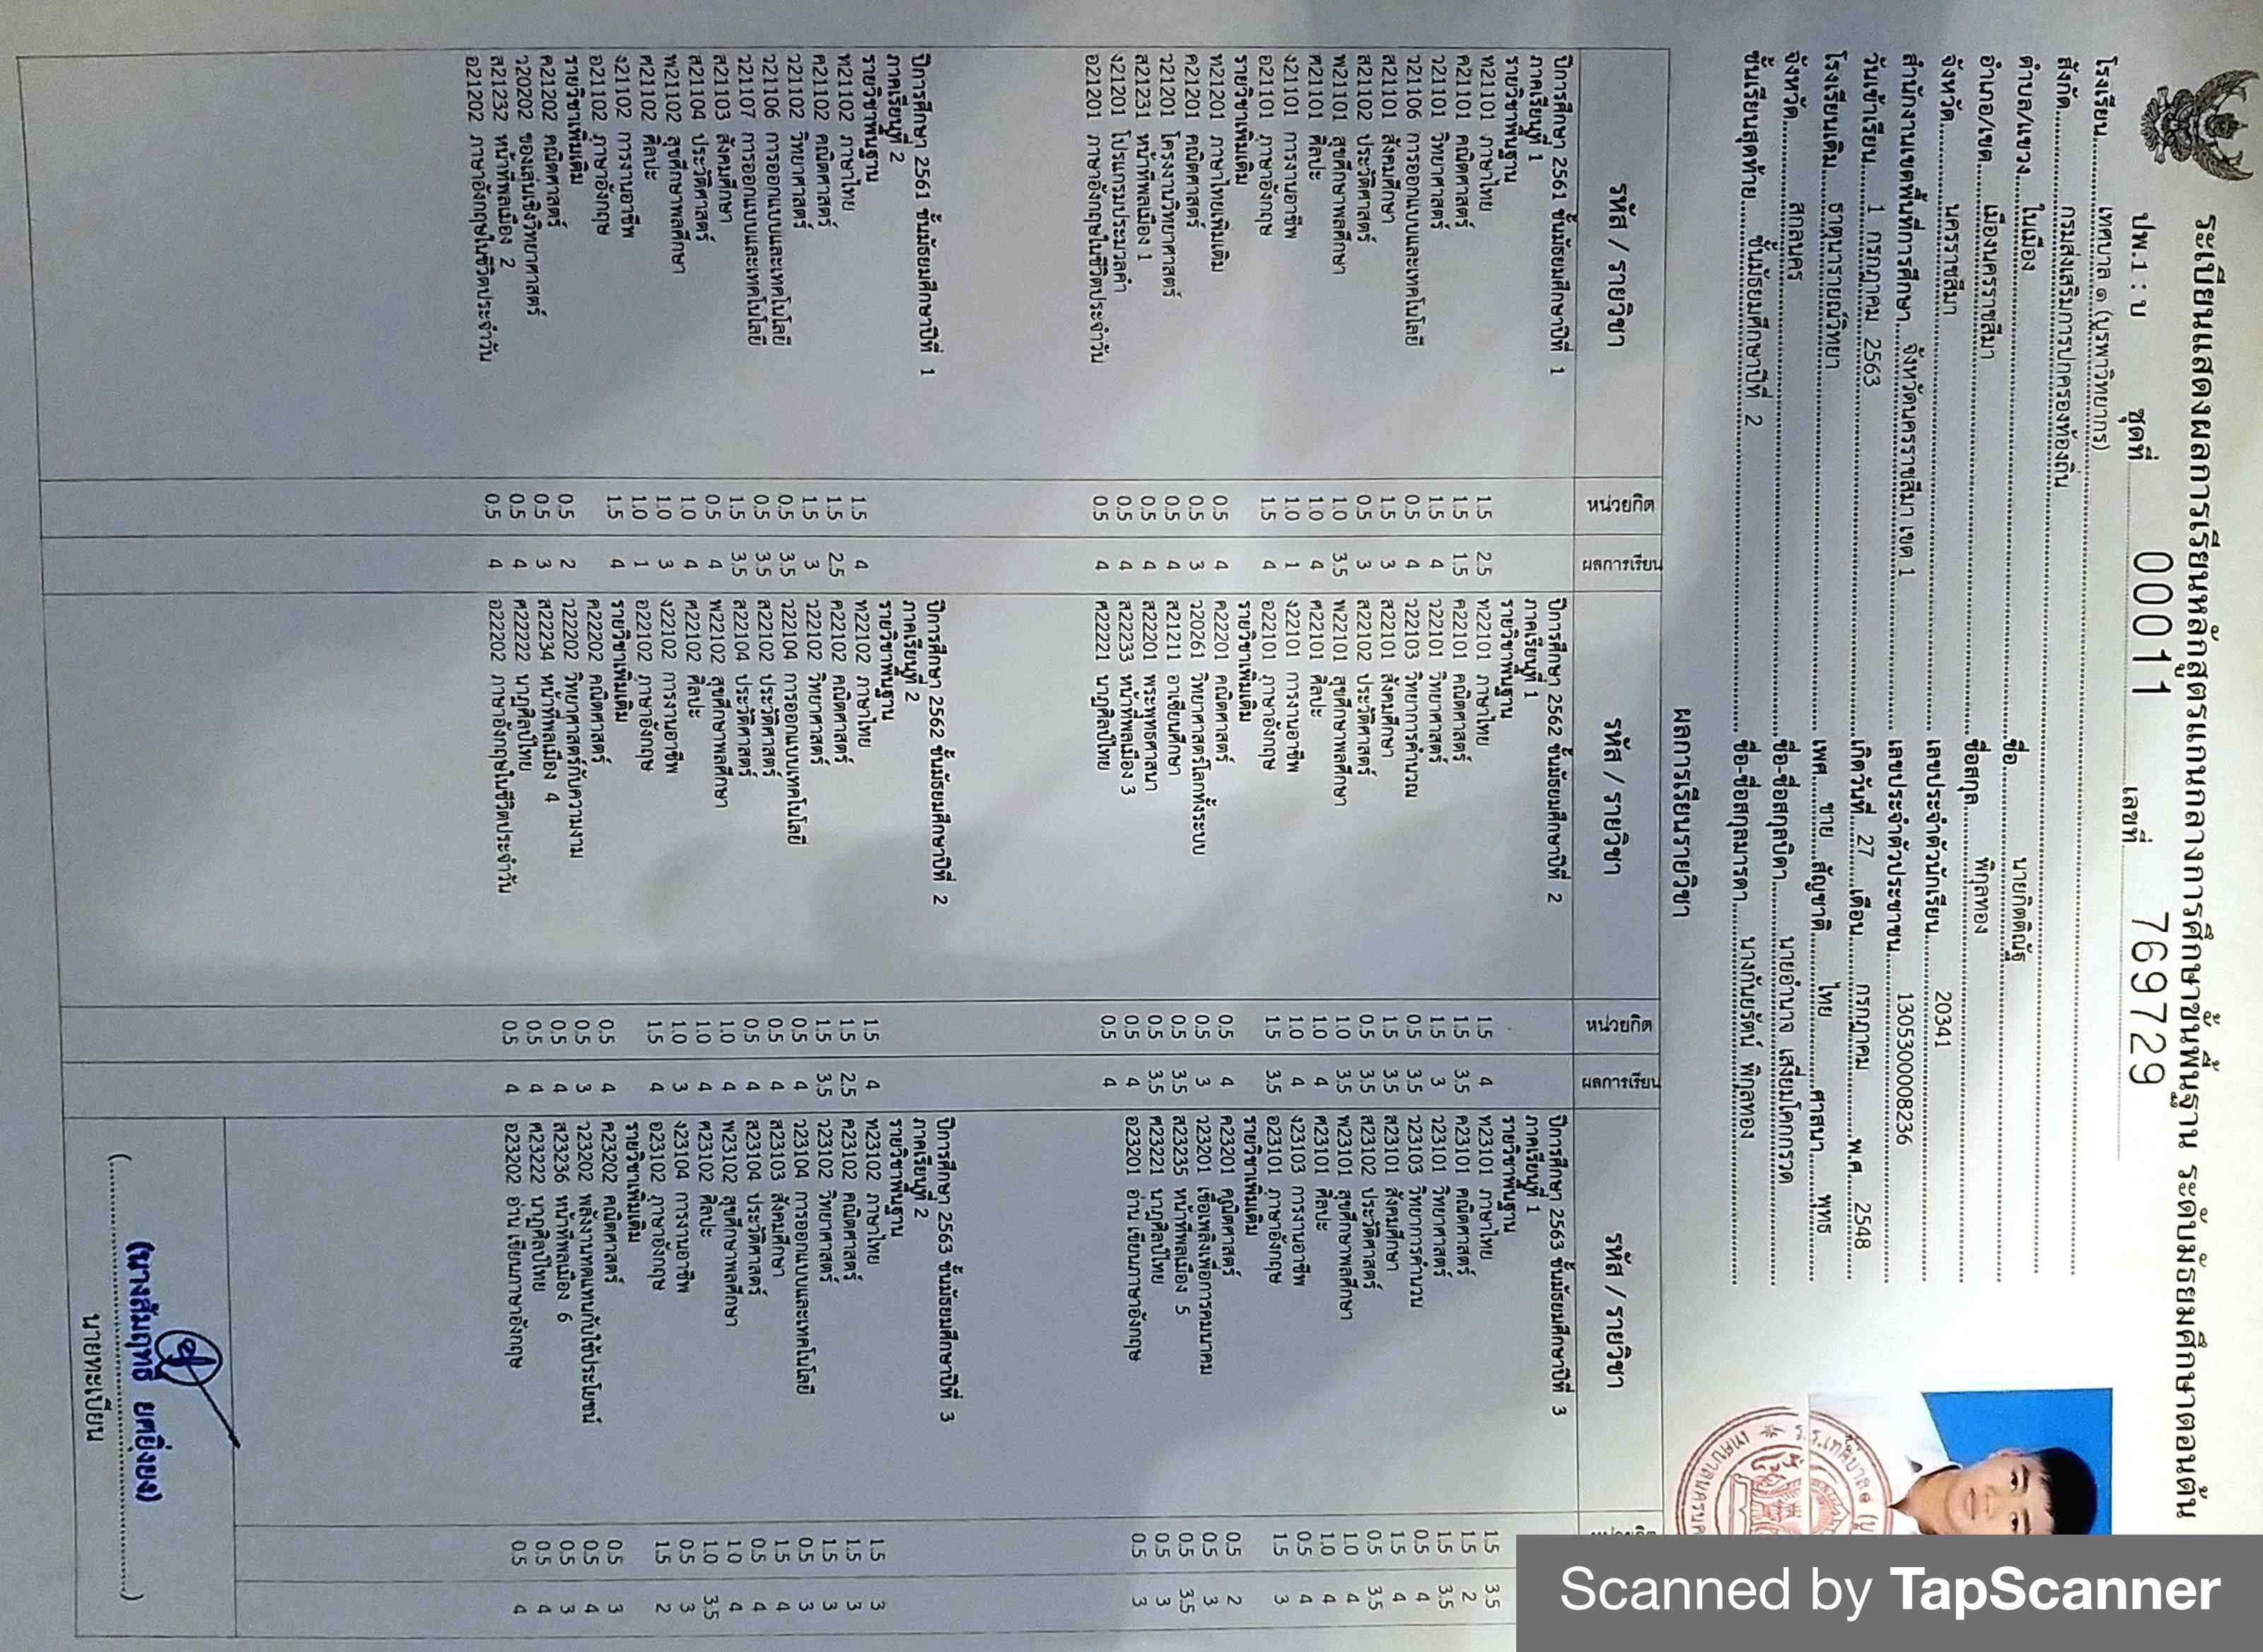 ระเบียนแสดงผลการเรียนหลักสูตรแกนกลางการศึกษาขั้นพื้นฐาน ระดับมัธยมศึกษาตอนต้น
ปพ.1 : บ ชุดที่ 00011 เลขที่ 769729
โรงเรียน เทศบาล ๑ (บูรพาวิทยากร)
สังกัด กรมส่งเสริมการปกครองท้องถิ่น
ตำบล/แขวง ในเมือง
อำเภอ/เขต เมืองนครราชสีมา
จังหวัด นครราชสีมา
สำนักงานเขตพื้นที่การศึกษา จังหวัดนครราชสีมา เขต 1
วันเข้าเรียน 1 กรกฎาคม 2563
โรงเรียนเดิม ธาตุนารายณ์วิทยา
จังหวัด สกลนคร
ชั้นเรียนสุดท้าย ชั้นมัธยมศึกษาปีที่ 2
ชื่อ นายกิตติณัฐ
ชื่อสกุล พิกุลทอง
เลขประจำตัวนักเรียน 20341
เลขประจำตัวประชาชน 1305300008236
เกิดวันที่ 27 เดือน กรกฎาคม พ.ศ. 2548
เพศ ชาย สัญชาติ ไทย ศาสนา พุทธ
ชื่อ-ชื่อสกุลบิดา นายอำนาจ เสงี่ยมโคกกรวด
ชื่อ-ชื่อสกุลมารดา นางกันยรัตน์ พิกุลทอง
ผลการเรียนรายวิชา
รหัส / รายวิชา หน่วยกิต ผลการเรียน
ปีการศึกษา 2561 ชั้นมัธยมศึกษาปีที่ 1
ภาคเรียนที่ 1
รายวิชาพื้นฐาน
ท21101 ภาษาไทย 1.5 2.5
ค21101 คณิตศาสตร์ 1.5 1.5
ว21101 วิทยาศาสตร์ 1.5 4
ว21106 การออกแบบและเทคโนโลยี 0.5 4
ส21101 สังคมศึกษา 1.5 3
ส21102 ประวัติศาสตร์ 0.5 3
พ21101 สุขศึกษาพลศึกษา 1.0 3.5
ศ21101 ศิลปะ 1.0 4
ง21101 การงานอาชีพ 1.0 1
อ21101 ภาษาอังกฤษ 1.5 4
รายวิชาเพิ่มเติม
ท21201 ภาษาไทยเพิ่มเติม 0.5 4
ค21201 คณิตศาสตร์ 0.5 3
ว21201 โครงงานวิทยาศาสตร์ 0.5 4
ส21231 หน้าที่พลเมือง 1 0.5 4
ง21201 โปรแกรมประมวลคำ 0.5 4
อ21201 ภาษาอังกฤษในชีวิตประจำวัน 0.5 4
ปีการศึกษา 2561 ชั้นมัธยมศึกษาปีที่ 1
ภาคเรียนที่ 2
รายวิชาพื้นฐาน
ท21102 ภาษาไทย 1.5 4
ค21102 คณิตศาสตร์ 1.5 2.5
ว21102 วิทยาศาสตร์ 1.5 3
ว21106 การออกแบบและเทคโนโลยี 0.5 3.5
ว21107 การออกแบบและเทคโนโลยี 0.5 3.5
ส21103 สังคมศึกษา 1.5 3.5
ส21104 ประวัติศาสตร์ 0.5 4
พ21102 สุขศึกษาพลศึกษา 1.0 4
ศ21102 ศิลปะ 1.0 3
ง21102 การงานอาชีพ 1.0 1
อ21102 ภาษาอังกฤษ 1.5 4
รายวิชาเพิ่มเติม
ค21202 คณิตศาสตร์ 0.5 2
ว20202 ของเล่นเชิงวิทยาศาสตร์ 0.5 3
ส21232 หน้าที่พลเมือง 2 0.5 4
อ21202 ภาษาอังกฤษในชีวิตประจำวัน 0.5 4
รหัส / รายวิชา หน่วยกิต ผลการเรียน
ปีการศึกษา 2562 ชั้นมัธยมศึกษาปีที่ 2
ภาคเรียนที่ 1
รายวิชาพื้นฐาน
ท22101 ภาษาไทย 1.5 4
ค22101 คณิตศาสตร์ 1.5 3.5
ว22101 วิทยาศาสตร์ 1.5 3
ว22103 วิทยาการคำนวณ 0.5 3.5
ส22101 สังคมศึกษา 1.5 3.5
ส22102 ประวัติศาสตร์ 0.5 3.5
พ22101 สุขศึกษาพลศึกษา 1.0 3.5
ศ22101 ศิลปะ 1.0 4
ง22101 การงานอาชีพ 1.0 4
อ22101 ภาษาอังกฤษ 1.5 3.5
รายวิชาเพิ่มเติม
ค22201 คณิตศาสตร์ 0.5 4
ว20261 วิทยาศาสตร์โลกทั้งระบบ 0.5 3
ส21211 อาเซียนศึกษา 0.5 3.5
ส22201 พระพุทธศาสนา 0.5 3.5
ส22233 หน้าที่พลเมือง 3 0.5 4
ศ22221 นาฏศิลป์ไทย 0.5 4
ปีการศึกษา 2562 ชั้นมัธยมศึกษาปีที่ 2
ภาคเรียนที่ 2
รายวิชาพื้นฐาน
ท22102 ภาษาไทย 1.5 4
ค22102 คณิตศาสตร์ 1.5 2.5
ว22102 วิทยาศาสตร์ 1.5 3.5
ว22104 การออกแบบเทคโนโลยี 0.5 4
ส22102 ประวัติศาสตร์ 0.5 4
ส22104 ประวัติศาสตร์ 0.5 4
พ22102 สุขศึกษาพลศึกษา 1.0 4
ศ22102 ศิลปะ 1.0 4
ง22102 การงานอาชีพ 1.0 3
อ22102 ภาษาอังกฤษ 1.5 4
รายวิชาเพิ่มเติม
ค22202 คณิตศาสตร์ 0.5 4
ว22202 วิทยาศาสตร์กับความงาม 0.5 3
ส22234 หน้าที่พลเมือง 4 0.5 4
ศ22222 นาฏศิลป์ไทย 0.5 4
อ22202 ภาษาอังกฤษในชีวิตประจำวัน 0.5 4
รหัส / รายวิชา
ปีการศึกษา 2563 ชั้นมัธยมศึกษาปีที่ 3
ภาคเรียนที่ 1
รายวิชาพื้นฐาน
ท23101 ภาษาไทย 1.5 3.5
ค23101 คณิตศาสตร์ 1.5 2
ว23101 วิทยาศาสตร์ 1.5 3.5
ว23103 วิทยาการคำนวน 0.5 4
ส23101 สังคมศึกษา 1.5 4
ส23102 ประวัติศาสตร์ 0.5 3.5
พ23101 สุขศึกษาพลศึกษา 1.0 4
ศ23101 ศิลปะ 1.0 4
ง23103 การงานอาชีพ 0.5 4
อ23101 ภาษาอังกฤษ 1.5 3
รายวิชาเพิ่มเติม
ค23201 คณิตศาสตร์ 0.5 2
ว23201 เชื้อเพลิงเพื่อการคมนาคม 0.5 3
ส23235 หน้าที่พลเมือง 5 0.5 3.5
ศ23221 นาฏศิลป์ไทย 0.5 3
อ23201 อ่าน เขียนภาษาอังกฤษ 0.5 3
ปีการศึกษา 2563 ชั้นมัธยมศึกษาปีที่ 3
ภาคเรียนที่ 2
รายวิชาพื้นฐาน
ท23102 ภาษาไทย 1.5 3
ค23102 คณิตศาสตร์ 1.5 3
ว23102 วิทยาศาสตร์ 1.5 3
ว23104 การออกแบบและเทคโนโลยี 0.5 3
ส23103 สังคมศึกษา 1.5 4
ส23104 ประวัติศาสตร์ 0.5 4
พ23102 สุขศึกษาพลศึกษา 1.0 4
ศ23102 ศิลปะ 1.0 3.5
ง23104 การงานอาชีพ 0.5 3
อ23102 ภาษาอังกฤษ 1.5 2
รายวิชาเพิ่มเติม
ค23202 คณิตศาสตร์ 0.5 3
ว23202 พลังงานทดแทนกับใช้ประโยชน์ 0.5 4
ส23236 หน้าที่พลเมือง 6 0.5 3
ศ23222 นาฏศิลป์ไทย 0.5 4
อ23202 อ่าน เขียนภาษาอังกฤษ 0.5 4
(นางสัมฤทธิ์ ยศยิ่งยง)
นายทะเบียน
Scanned by TapScanner